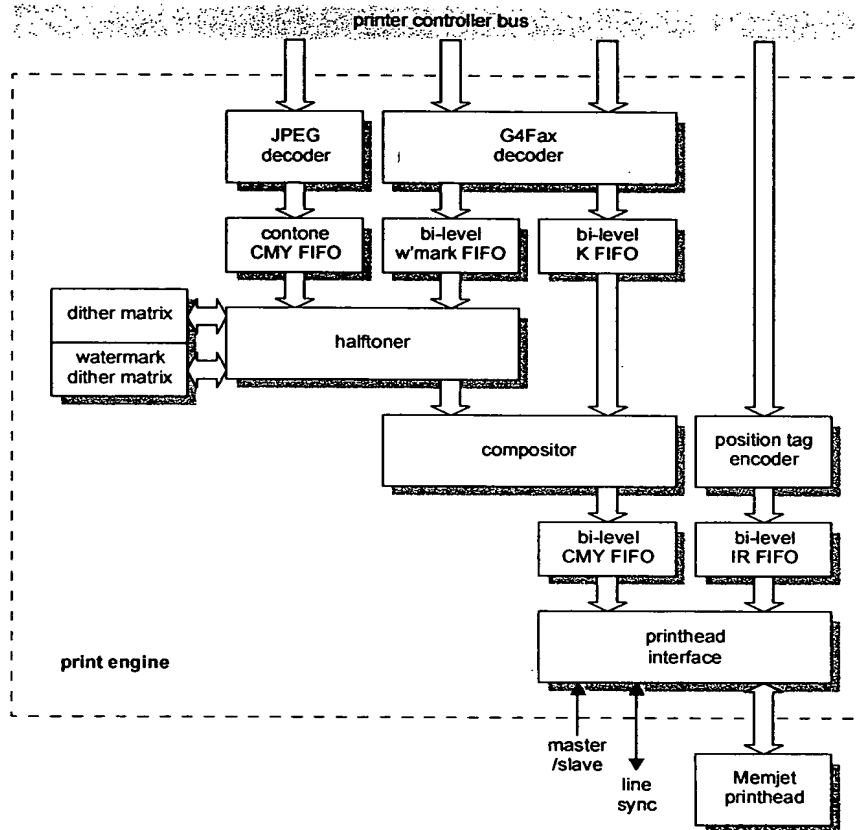 printer controller bus
JPEG
decoder
G4Fax
decoder
contone
CMY FIFO
bi-level
w'mark FIFO
bi-level
K FIFO
dither matrix
watermark
dither matrix
halftoner
compositor
position tag
encoder
bi-level
CMY FIFO
bi-level
IR FIFO
printhead
interface
print engine
master
/slave
line
sync
Memjet
printhead